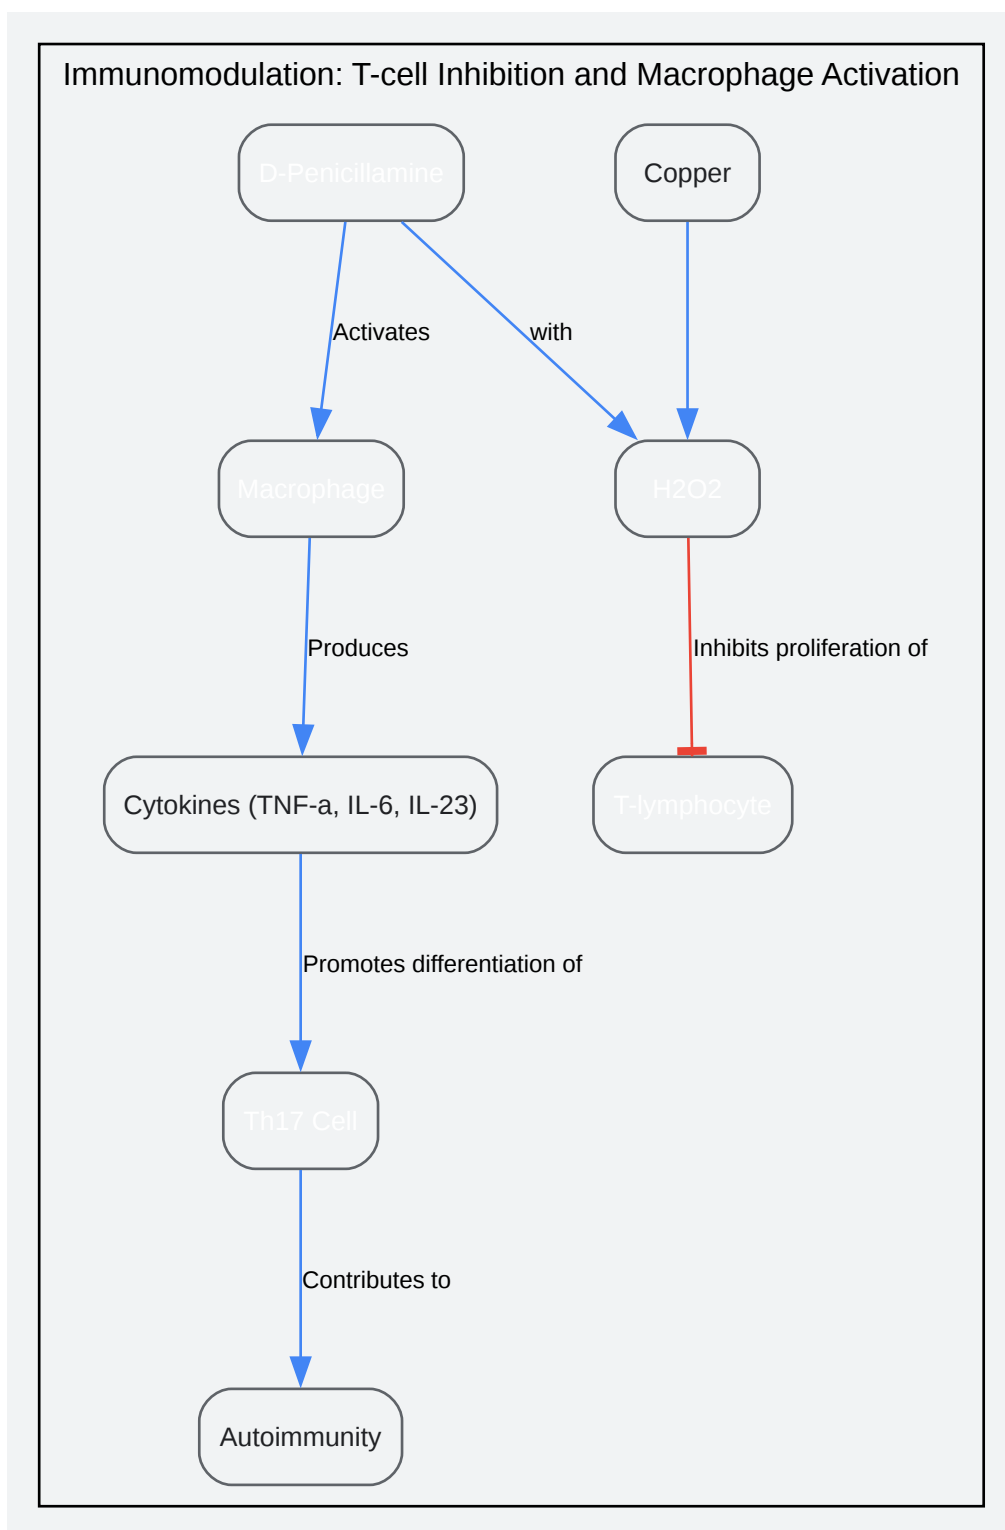 Immunomodulation: T-cell Inhibition and Macrophage Activation
D-Penicillamine
Copper
Activates
with
Macrophage
H2O2
Produces
Inhibits proliferation of
Cytokines (TNF-a, IL-6, IL-23)
T-lymphocyte
Promotes differentiation of
Th17 Cell
Contributes to
Autoimmunity